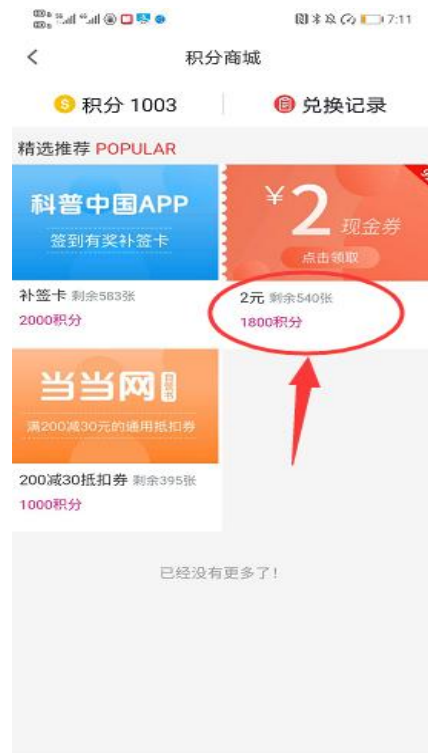 7:11
积分商城
积分 1003
兑换记录
精选推荐 POPULAR
科普中国APP
签到有奖补签卡
¥2 现金券
点击领取
补签卡 剩余583张
2000积分
2元 剩余540张
1800积分
当当网
满200减30元的通用抵扣券
200减30抵扣券 剩余395张
1000积分
已经没有更多了!